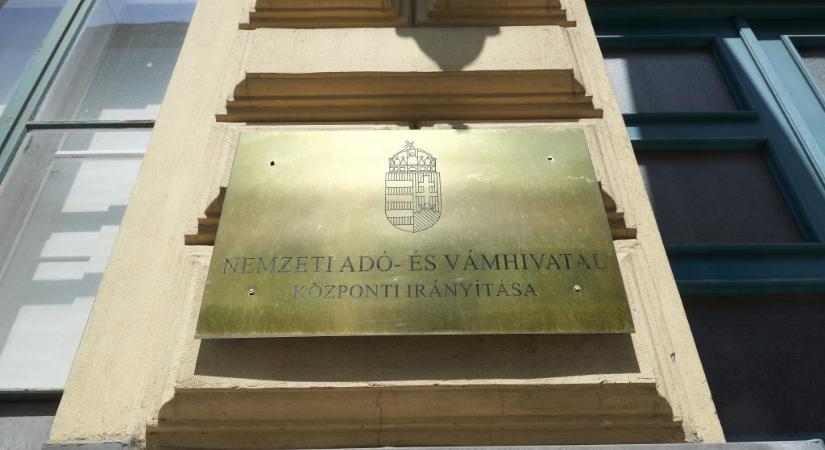 NEMZETI ADÓ- ÉS VÁMHIVATAL
KÖZPONTI IRÁNYÍTÁSA